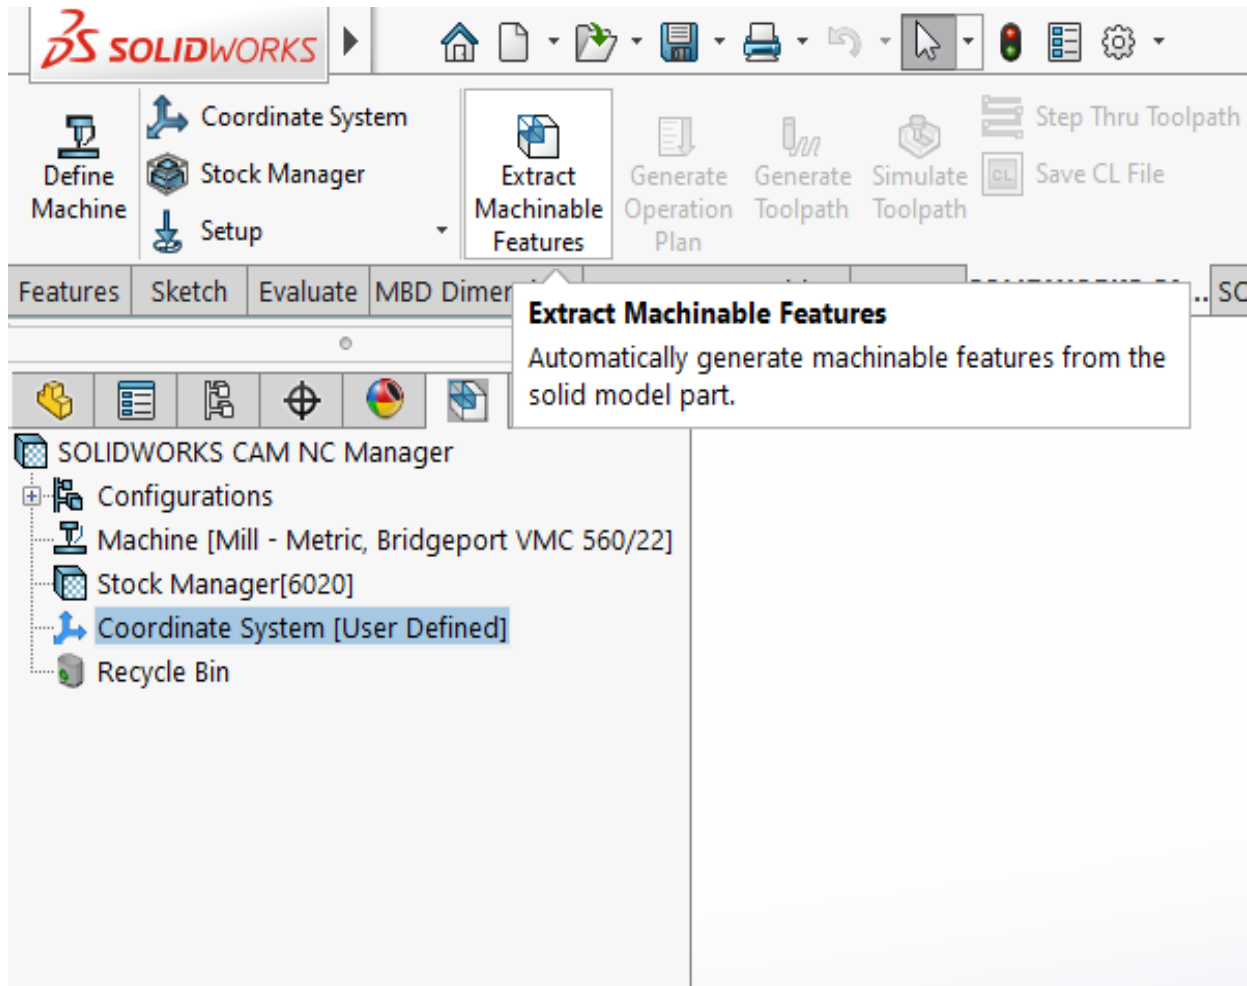 SOLIDWORKS
Define
Machine
Coordinate System
Stock Manager
Setup
Extract
Machinable
Features
Generate
Operation
Plan
Generate
Toolpath
Simulate
Toolpath
Step Thru Toolpath
CL
Save CL File
Features
Sketch
Evaluate
MBD Dimen
Extract Machinable Features
Automatically generate machinable features from the
solid model part.
SOLIDWORKS CAM NC Manager
Configurations
Machine [Mill - Metric, Bridgeport VMC 560/22]
Stock Manager[6020]
Coordinate System [User Defined]
Recycle Bin